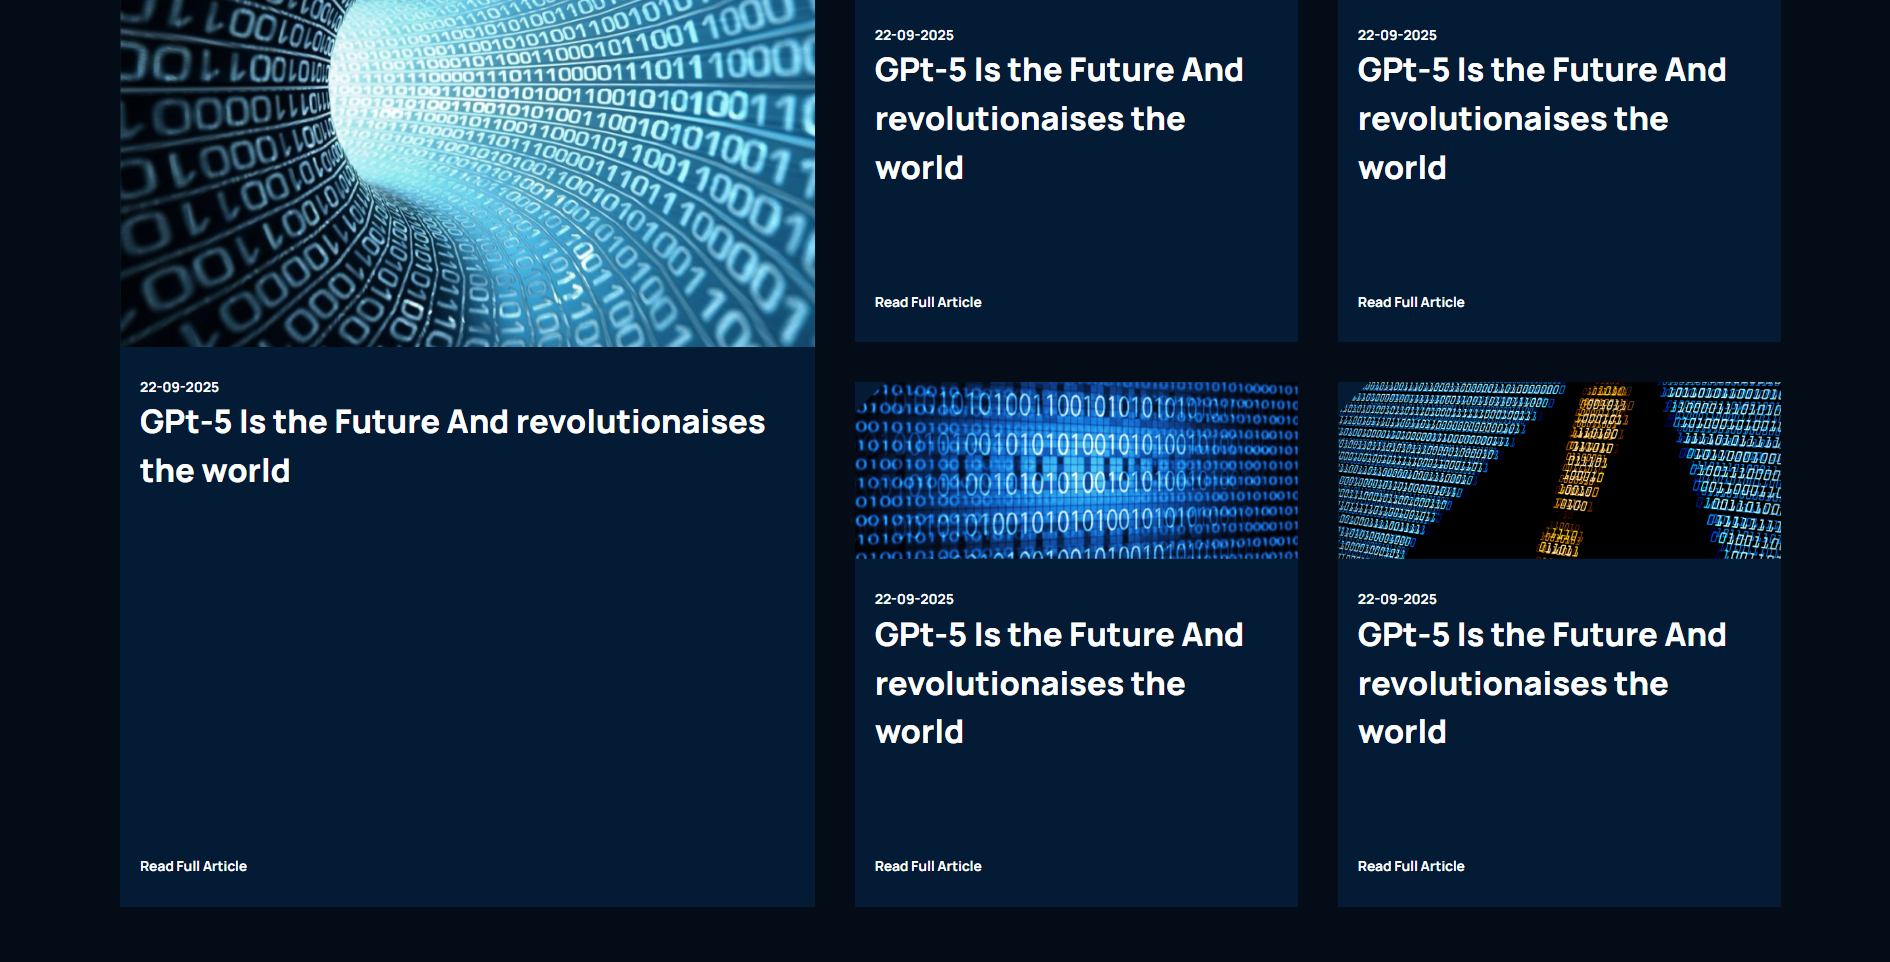 22-09-2025
GPt-5 Is the Future And revolutionaises
the world
Read Full Article
22-09-2025
GPt-5 Is the Future And
revolutionaises the
world
Read Full Article
22-09-2025
GPt-5 Is the Future And
revolutionaises the
world
Read Full Article
22-09-2025
GPt-5 Is the Future And
revolutionaises the
world
Read Full Article
22-09-2025
GPt-5 Is the Future And
revolutionaises the
world
Read Full Article